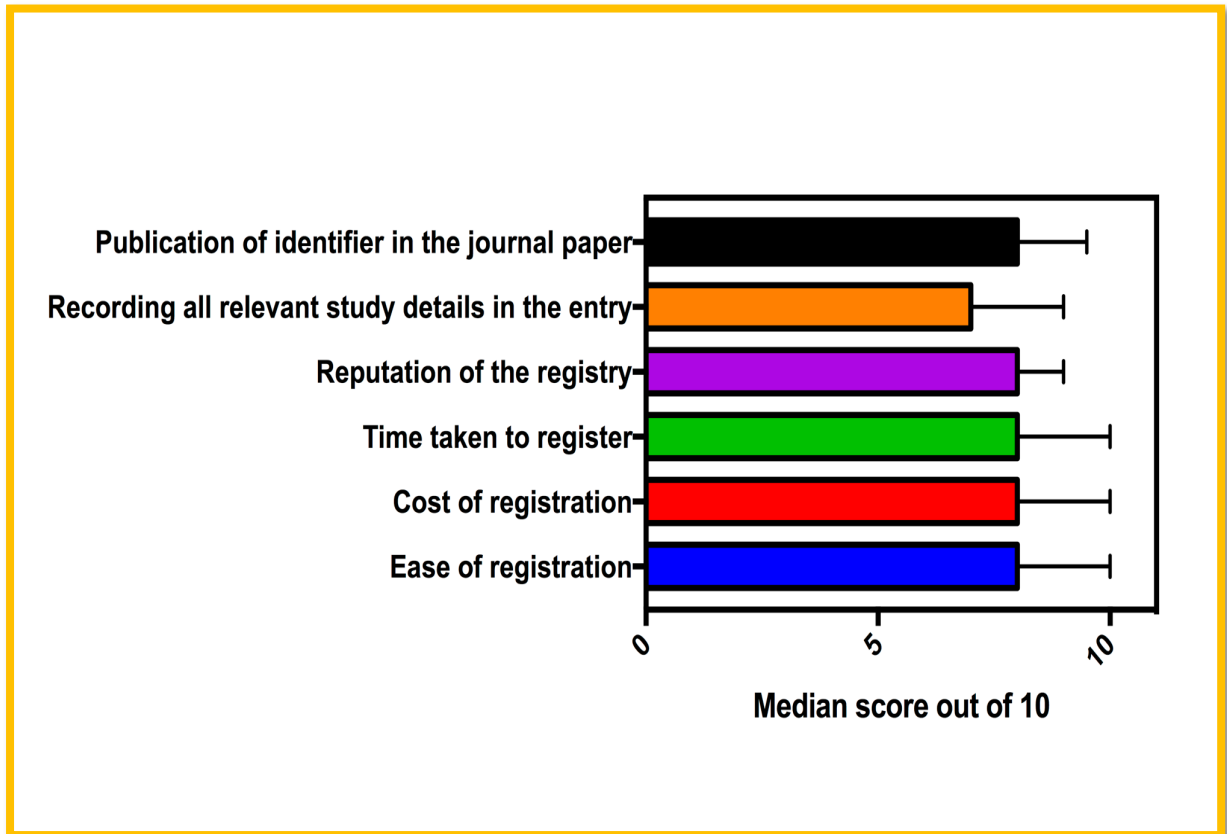 Publication of identifier in the journal paper
Recording all relevant study details in the entry
Reputation of the registry
Time taken to register
Cost of registration
Ease of registration
0
5
10
Median score out of 10